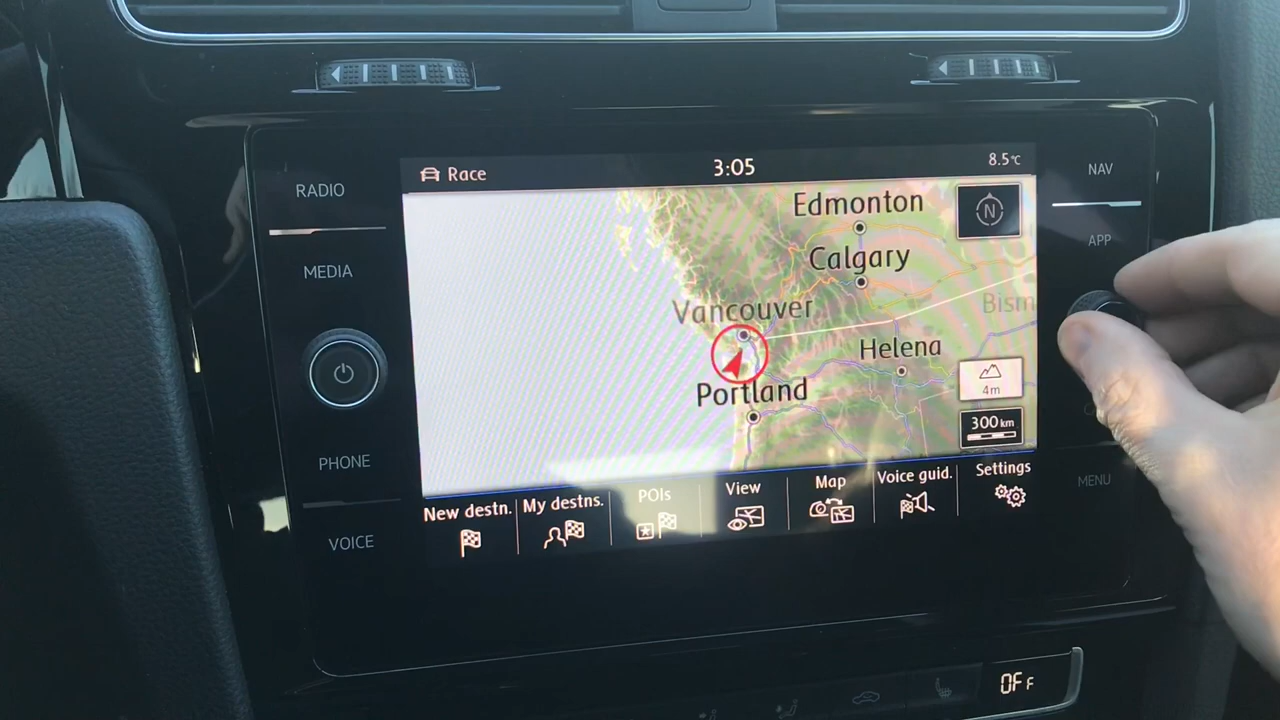 Race
3:05
8.5°C
RADIO
MEDIA
PHONE
VOICE
NAV
APP
MENU
Edmonton
N
Calgary
Vancouver
Bism
Helena
Portland
4m
300 km
New destn.
My destns.
POIs
View
Map
Voice guid.
Settings
OFF